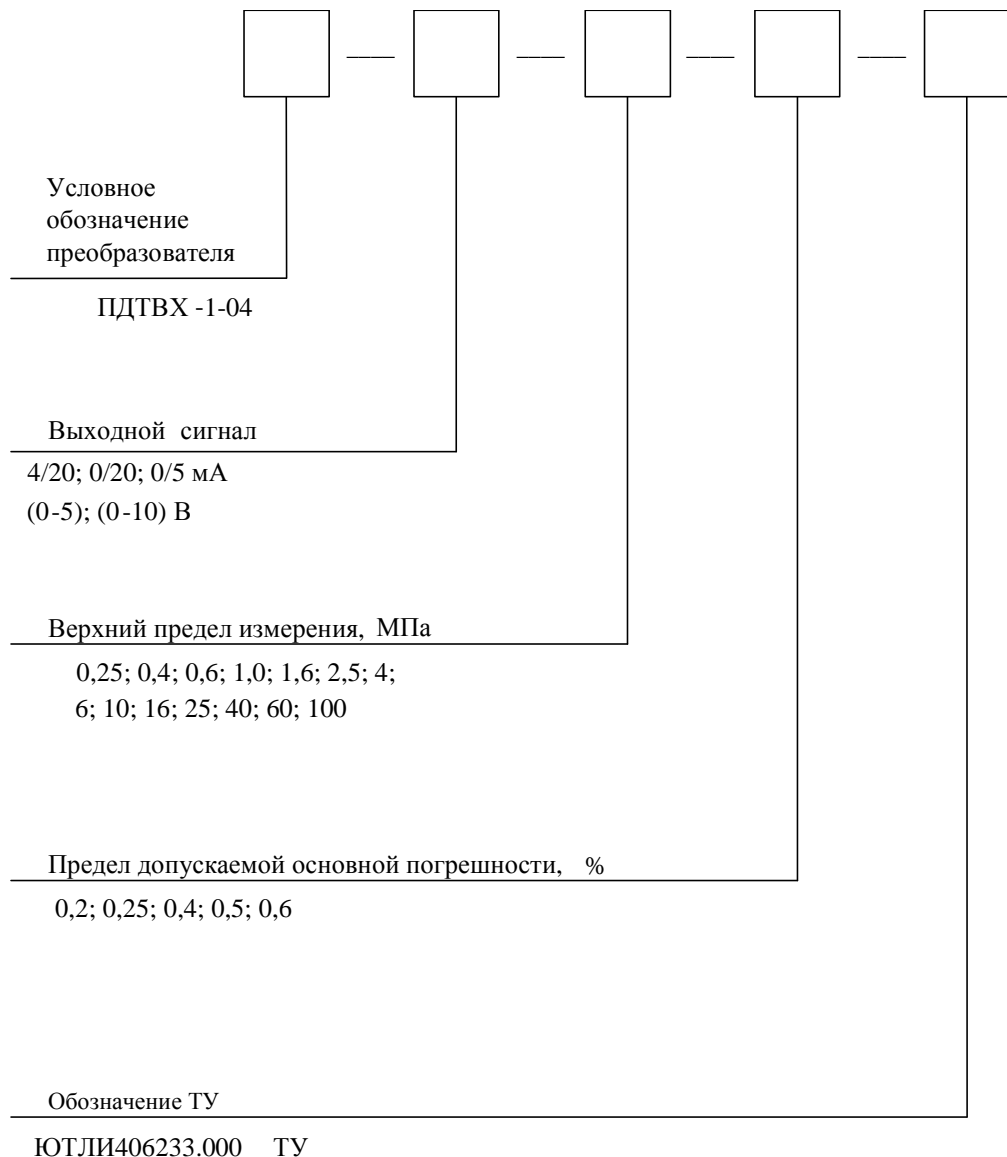 Условное
обозначение
преобразователя
ПДТВХ -1-04
Выходной сигнал
4/20; 0/20; 0/5 мА
(0-5); (0-10) В
Верхний предел измерения, МПа
0,25; 0,4; 0,6; 1,0; 1,6; 2,5; 4;
6; 10; 16; 25; 40; 60; 100
Предел допускаемой основной погрешности, %
0,2; 0,25; 0,4; 0,5; 0,6
Обозначение ТУ
ЮТЛИ406233.000 ТУ